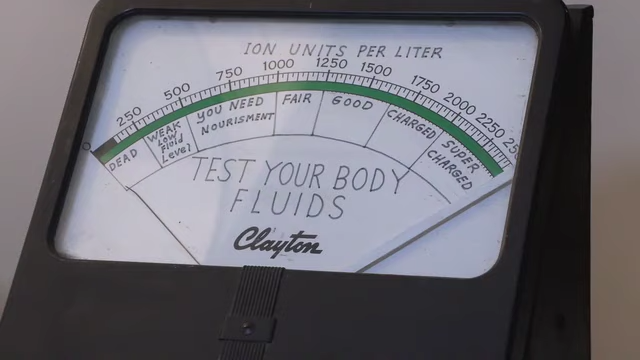 ION UNITS PER LITER
0 250 500 750 1000 1250 1500 1750 2000 2250
DEAD
WEAK
LOW
Fluid
Level
YOU NEED
NOURISMENT
FAIR
GOOD
CHARGED
SUPER
CHARGED
TEST YOUR BODY
FLUIDS
Clayton